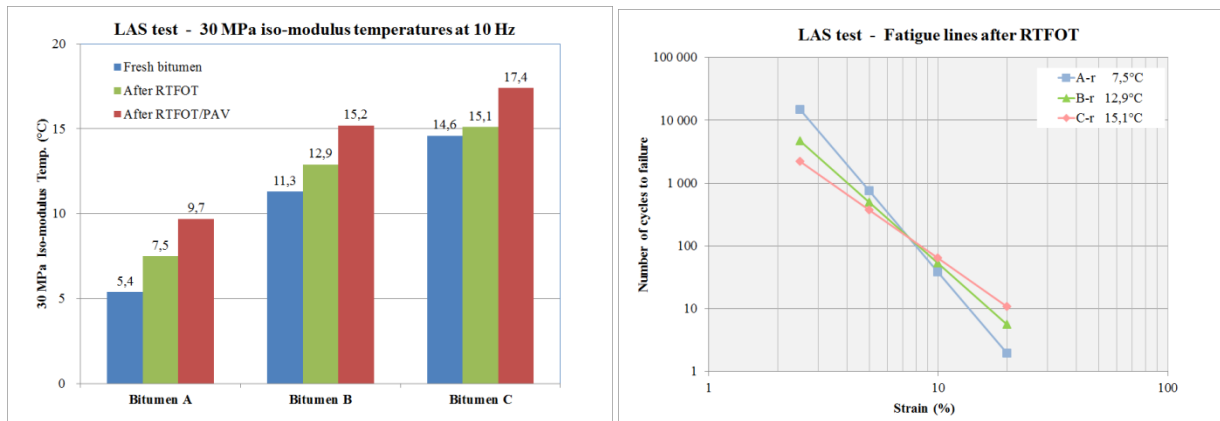 LAS test - 30 MPa iso-modulus temperatures at 10 Hz
30 MPa Iso-modulus Temp. (°C)
20
15
10
5
0
Fresh bitumen
After RTFOT
After RTFOT/PAV
5,4
7,5
9,7
11,3
12,9
15,2
14,6
15,1
17,4
Bitumen A
Bitumen B
Bitumen C
LAS test - Fatigue lines after RTFOT
Number of cycles to failure
100 000
10 000
1 000
100
10
1
A-r 7,5°C
B-r 12,9°C
C-r 15,1°C
1
10
100
Strain (%)